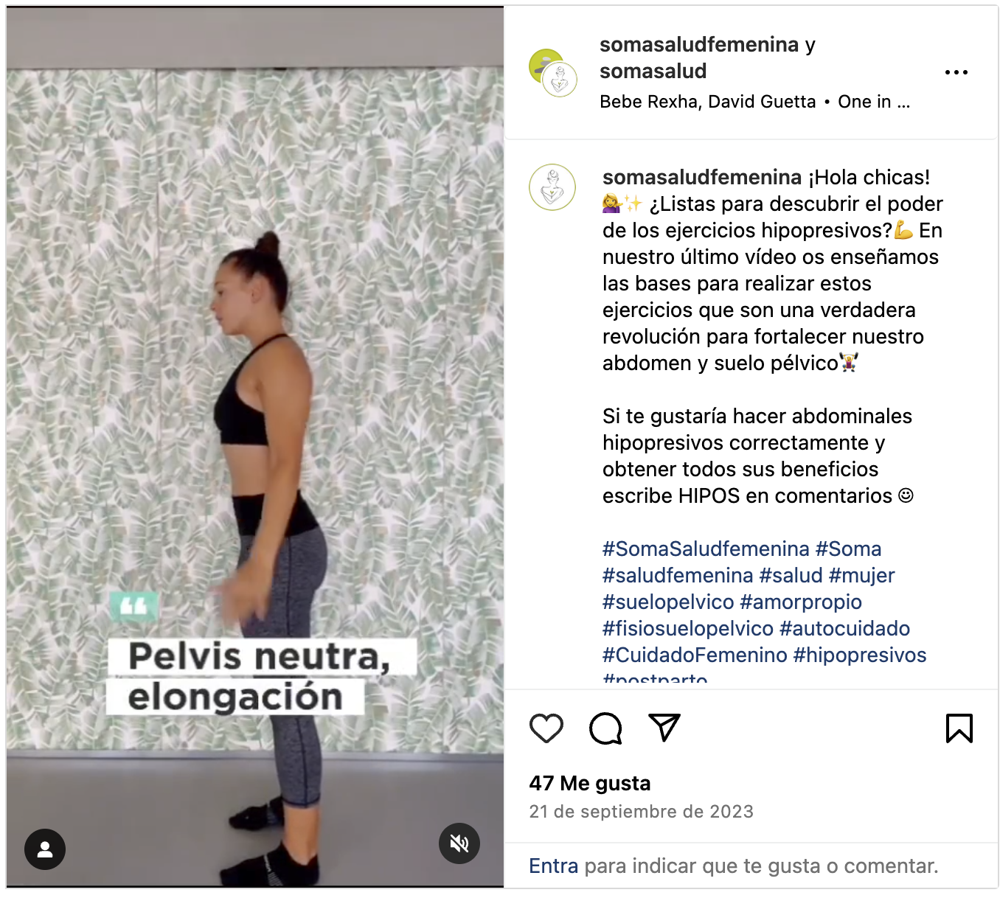 ❝
Pelvis neutra,
elongación
somasaludfemenina y
somasalud
Bebe Rexha, David Guetta • One in ...
somasaludfemenina ¡Hola chicas!
💁‍♀️✨ ¿Listas para descubrir el poder
de los ejercicios hipopresivos?💪 En
nuestro último vídeo os enseñamos
las bases para realizar estos
ejercicios que son una verdadera
revolución para fortalecer nuestro
abdomen y suelo pélvico🏋️‍♀️
Si te gustaría hacer abdominales
hipopresivos correctamente y
obtener todos sus beneficios
escribe HIPOS en comentarios ☺
#SomaSaludfemenina #Soma
#saludfemenina #salud #mujer
#suelopelvico #amorpropio
#fisiosuelopelvico #autocuidado
#CuidadoFemenino #hipopresivos
#postparto
47 Me gusta
21 de septiembre de 2023
Entra para indicar que te gusta o comentar.